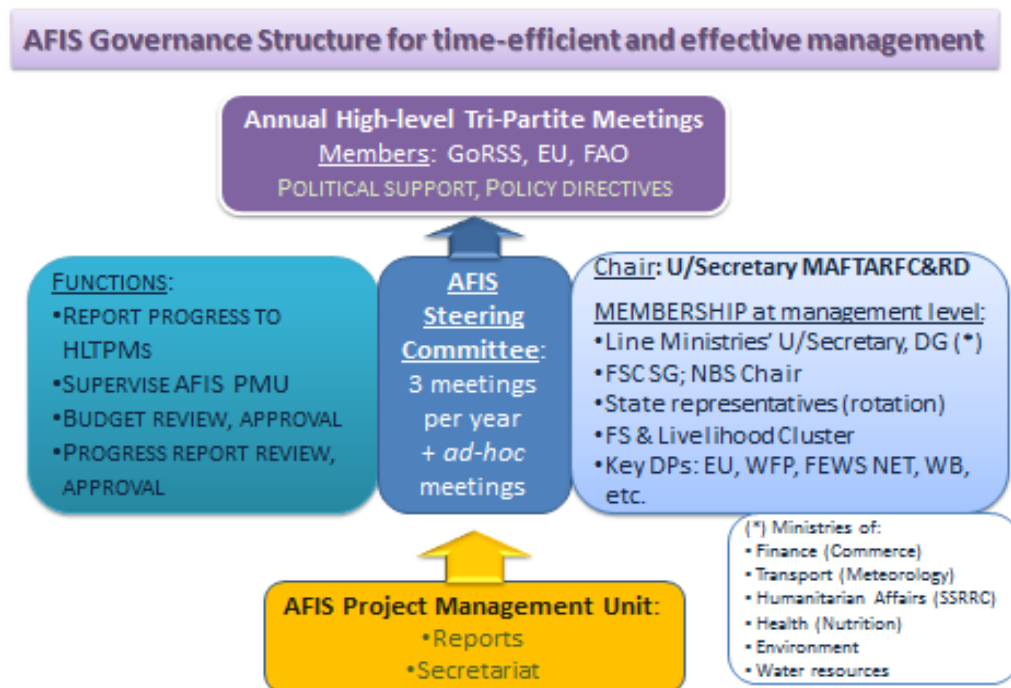 AFIS Governance Structure for time-efficient and effective management
Annual High-level Tri-Partite Meetings
Members: GoRSS, EU, FAO
POLITICAL SUPPORT, POLICY DIRECTIVES
FUNCTIONS:
•REPORT PROGRESS TO
HLTPMS
•SUPERVISE AFIS PMU
•BUDGET REVIEW, APPROVAL
•PROGRESS REPORT REVIEW,
APPROVAL
AFIS
Steering
Committee:
3 meetings
per year
+ ad-hoc
meetings
Chair: U/Secretary MAFTARFC&RD
MEMBERSHIP at management level:
•Line Ministries' U/Secretary, DG (*)
•FSC SG; NBS Chair
•State representatives (rotation)
•FS & Livelihood Cluster
•Key DPs: EU, WFP, FEWS NET, WB,
etc.
(*) Ministries of:
• Finance (Commerce)
• Transport (Meteorology)
• Humanitarian Affairs (SSRRC)
• Health (Nutrition)
• Environment
• Water resources
AFIS Project Management Unit:
•Reports
•Secretariat